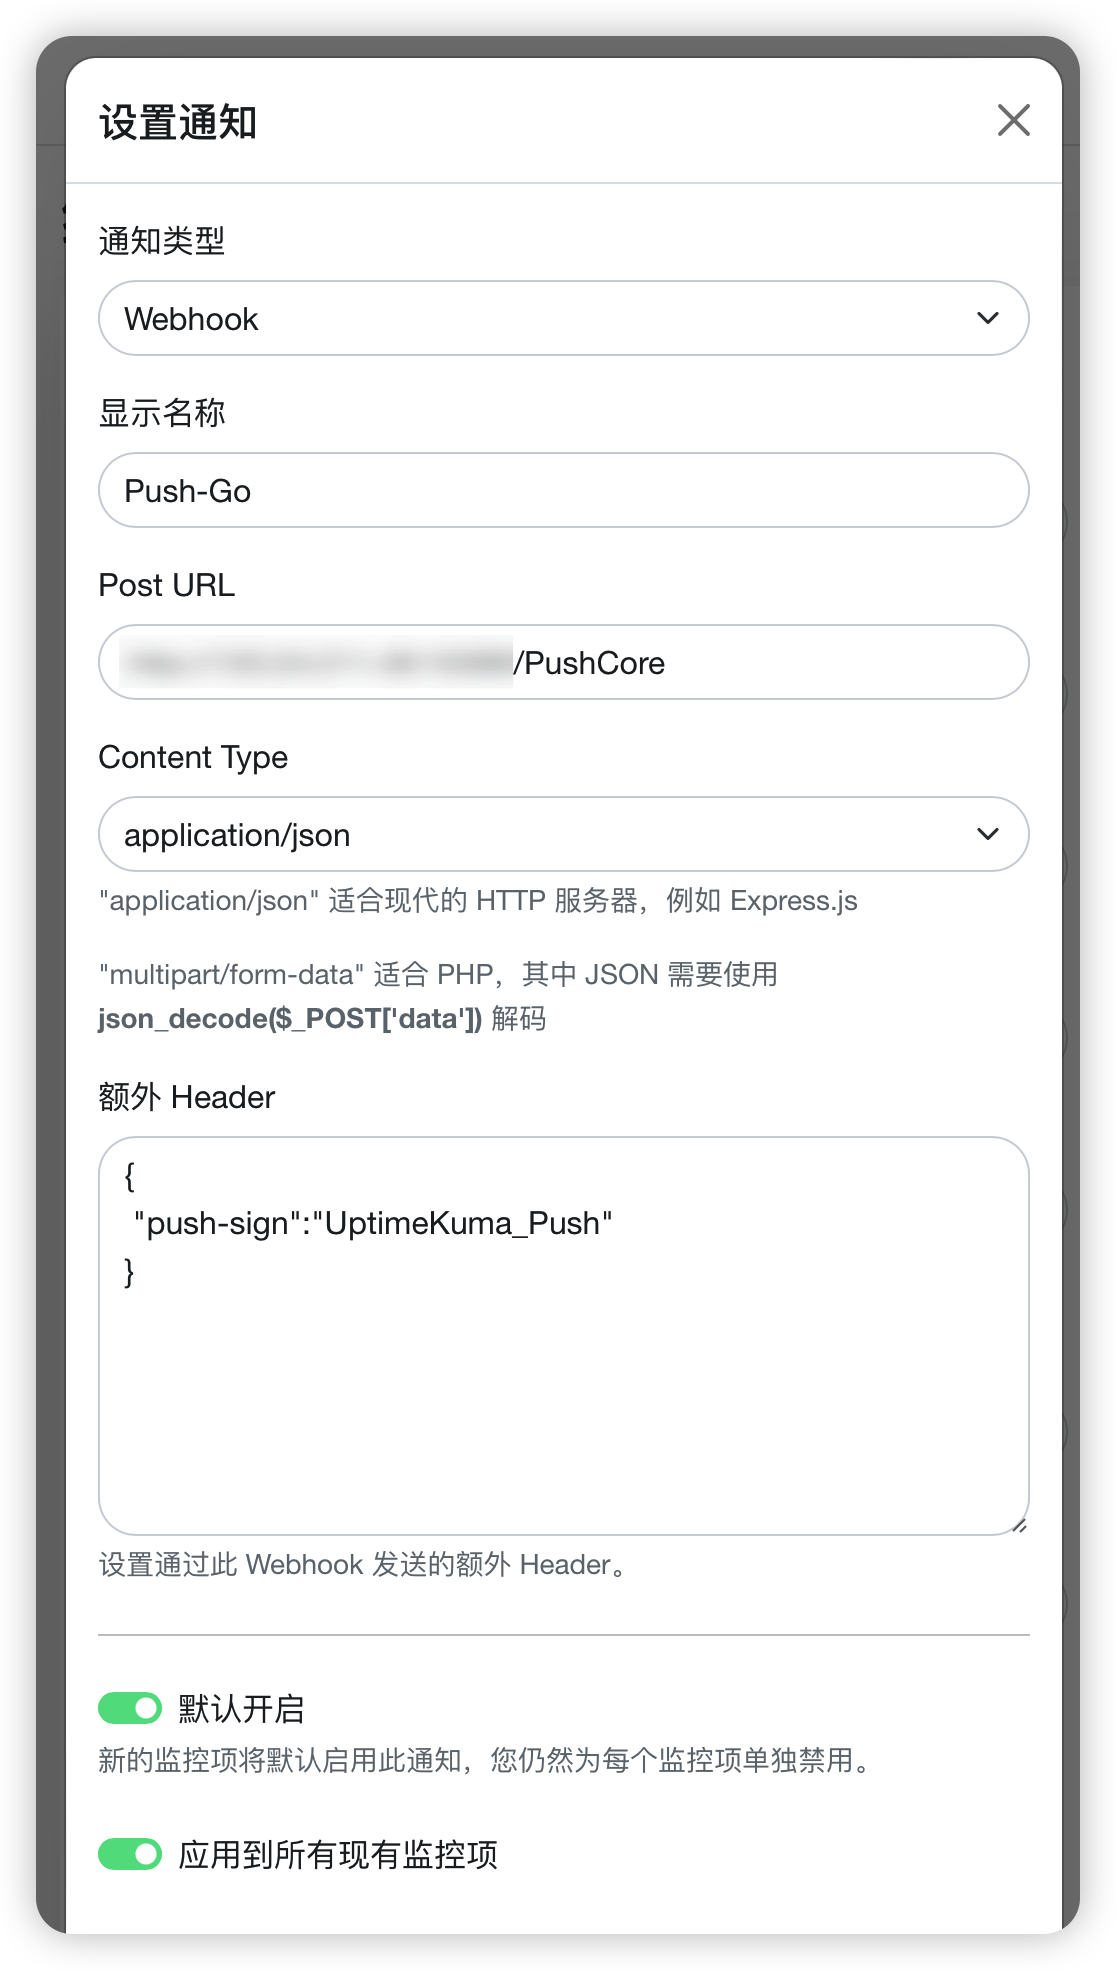 设置通知
通知类型
Webhook
显示名称
Push-Go
Post URL
/PushCore
Content Type
application/json
"application/json" 适合现代的 HTTP 服务器，例如 Express.js
"multipart/form-data" 适合 PHP，其中 JSON 需要使用
json_decode($_POST['data']) 解码
额外 Header
{
"push-sign":"UptimeKuma_Push"
}
设置通过此 Webhook 发送的额外 Header。
默认开启
新的监控项将默认启用此通知，您仍然为每个监控项单独禁用。
应用到所有现有监控项